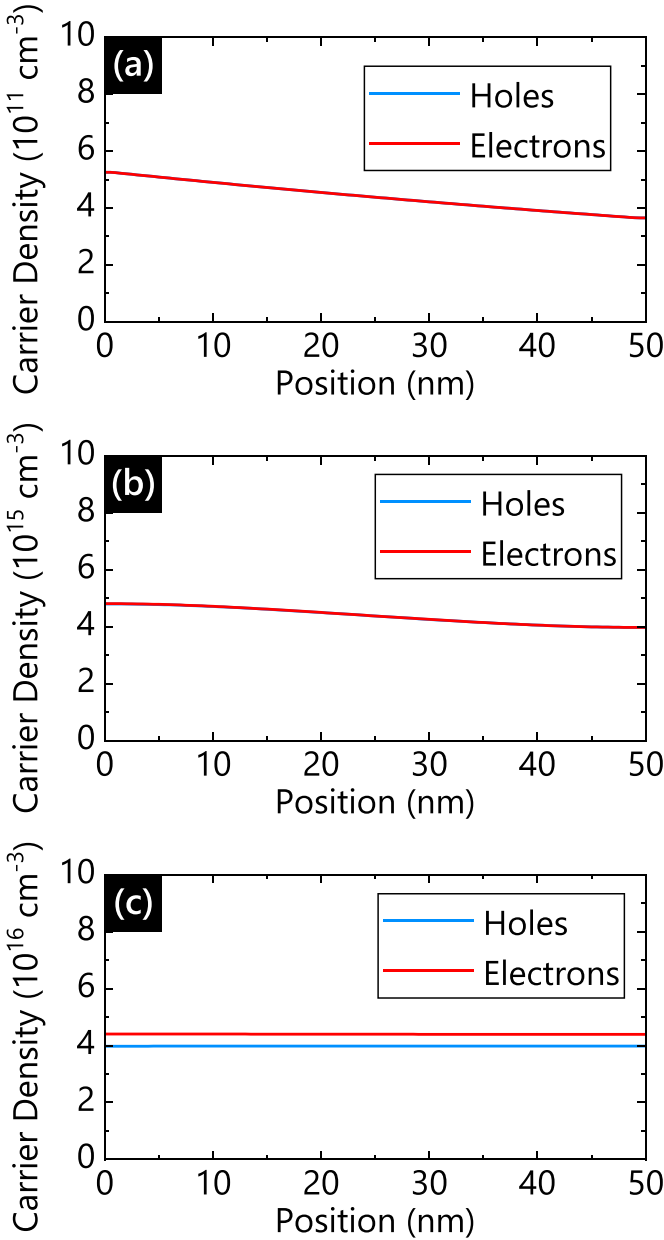 (a)
Carrier Density (10¹¹ cm⁻³)
10
8
6
4
2
0
Holes
Electrons
0 10 20 30 40 50
Position (nm)
(b)
Carrier Density (10¹⁵ cm⁻³)
10
8
6
4
2
0
Holes
Electrons
0 10 20 30 40 50
Position (nm)
(c)
Carrier Density (10¹⁶ cm⁻³)
10
8
6
4
2
0
Holes
Electrons
0 10 20 30 40 50
Position (nm)